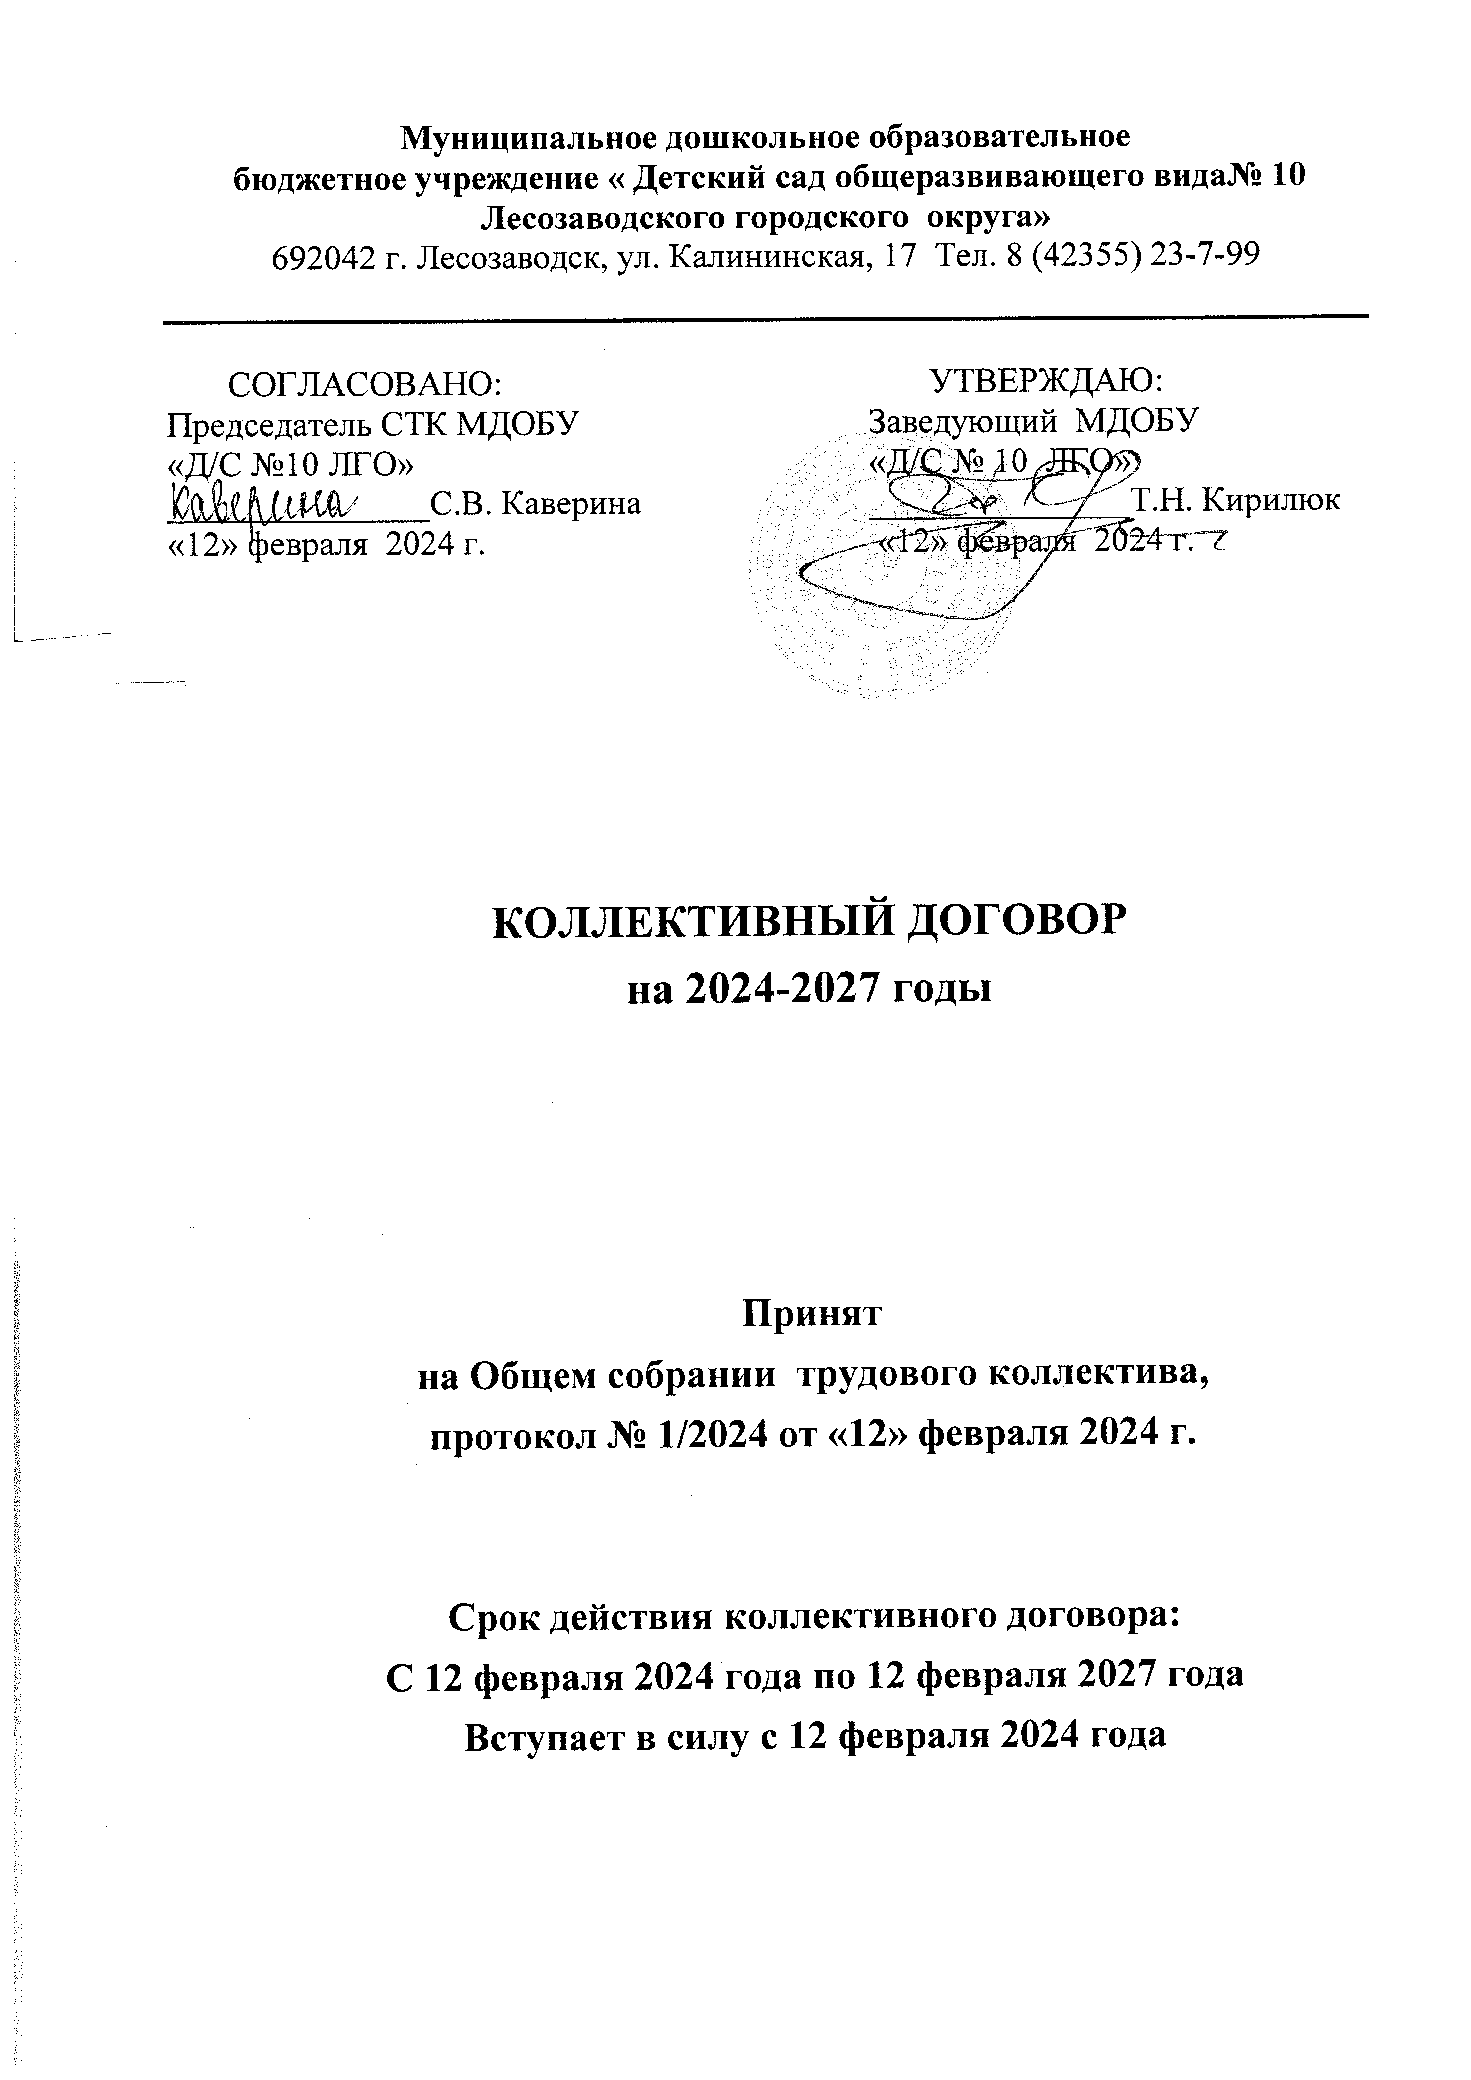 Муниципальное дошкольное образовательное
бюджетное учреждение « Детский сад общеразвивающего вида№ 10
Лесозаводского городского округа»
692042 г. Лесозаводск, ул. Калининская, 17 Тел. 8 (42355) 23-7-99
СОГЛАСОВАНО:
Председатель СТК МДОБУ
«Д/С №10 ЛГО»
Каверина С.В. Каверина
«12» февраля 2024 г.
УТВЕРЖДАЮ:
Заведующий МДОБУ
«Д/С № 10 ЛГО»
Т.Н. Кирилюк
«12» февраля 2024 г.
КОЛЛЕКТИВНЫЙ ДОГОВОР
на 2024-2027 годы
Принят
на Общем собрании трудового коллектива,
протокол № 1/2024 от «12» февраля 2024 г.
Срок действия коллективного договора:
С 12 февраля 2024 года по 12 февраля 2027 года
Вступает в силу с 12 февраля 2024 года